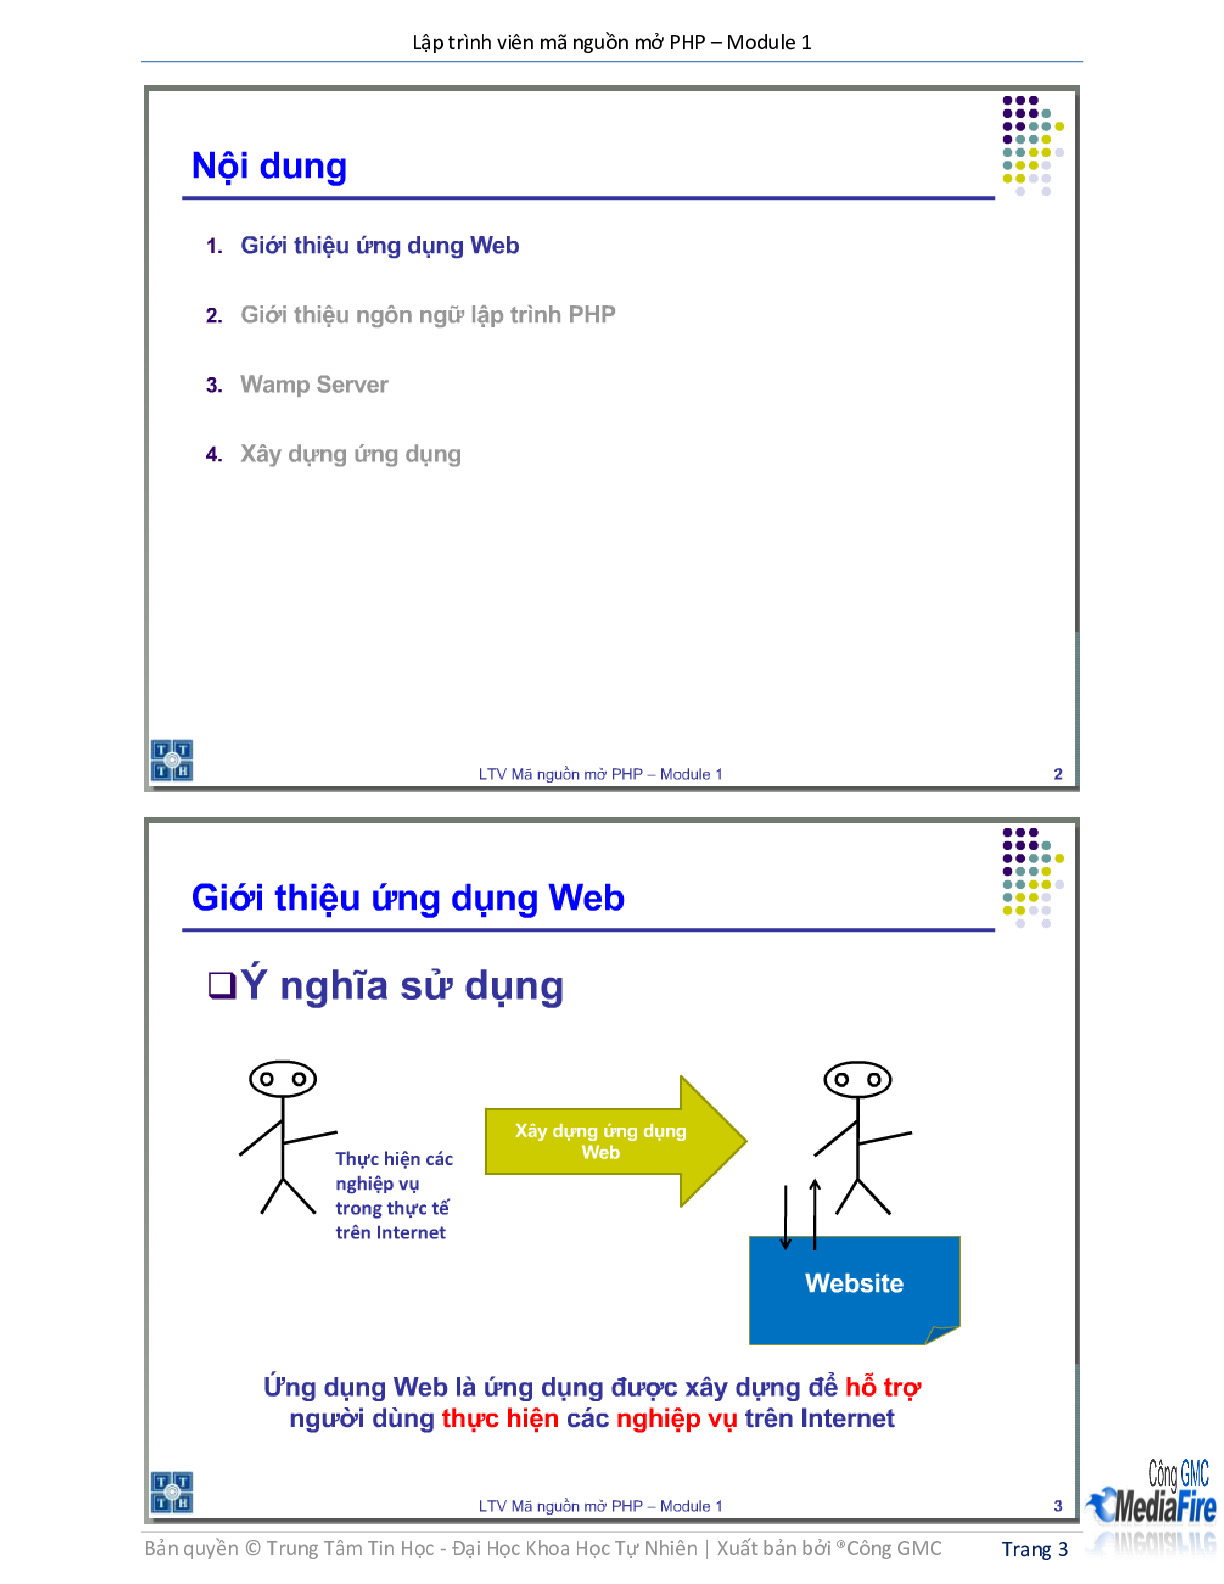 Lập trình viên mã nguồn mở PHP – Module 1
Nội dung
1. Giới thiệu ứng dụng Web
2. Giới thiệu ngôn ngữ lập trình PHP
3. Wamp Server
4. Xây dựng ứng dụng
T T
T H
LTV Mã nguồn mở PHP – Module 1
2
Giới thiệu ứng dụng Web
❑Ý nghĩa sử dụng
Thực hiện các
nghiệp vụ
trong thực tế
trên Internet
Xây dựng ứng dụng
Web
Website
Ứng dụng Web là ứng dụng được xây dựng để hỗ trợ
người dùng thực hiện các nghiệp vụ trên Internet
T T
T H
LTV Mã nguồn mở PHP – Module 1
3
Công GMC
MediaFire
Bản quyền © Trung Tâm Tin Học - Đại Học Khoa Học Tự Nhiên | Xuất bản bởi ®Công GMC
Trang 3